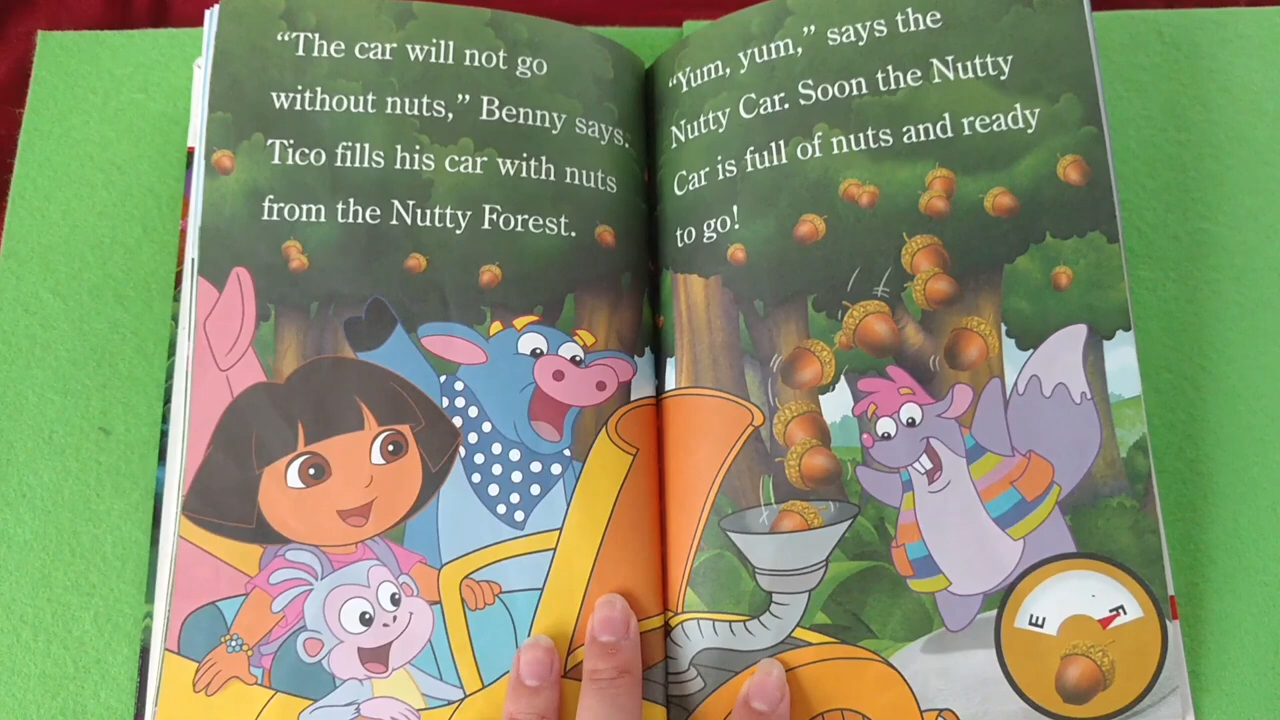 “The car will not go
without nuts,” Benny says.
Tico fills his car with nuts
from the Nutty Forest.
“Yum, yum,” says the
Nutty Car. Soon the Nutty
Car is full of nuts and ready
to go!
E
F